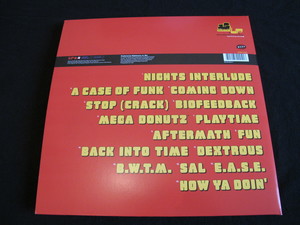 NIGHTS INTERLUDE
*A CASE OF FUNK *COMING DOWN
*STOP (CRACK) *BIOFEEDBACK
*MEGA DONUTZ *PLAYTIME
*AFTERMATH *FUN
*BACK INTO TIME *DEXTROUS
*B.W.T.M. *SAL *E.A.S.E.
*HOW YA DOIN'